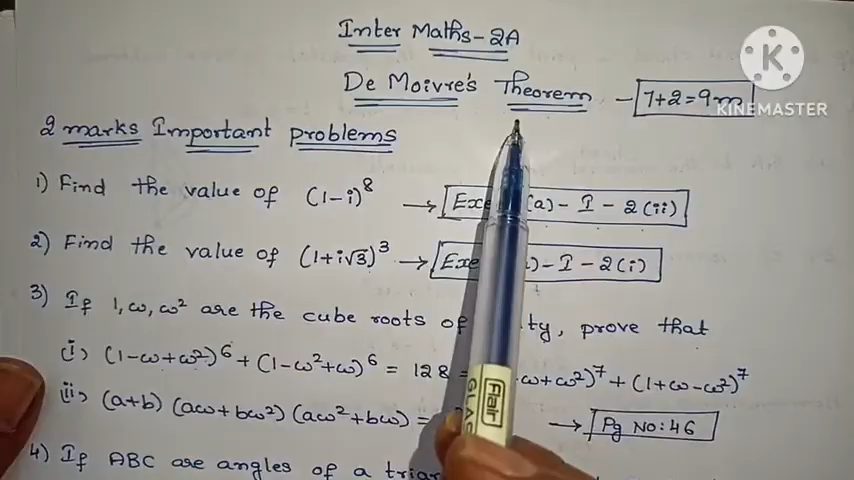 Inter Maths-2A
De Moivre's Theorem - 7+2=9m
KINEMASTER
2 marks Important problems
1) Find the value of (1-i)⁸ → Exe (a)-I-2(ii)
2) Find the value of (1+i√3)³ → Exe )-I-2(i)
3) If 1, ω, ω² are the cube roots of ty, prove that
(i) (1-ω+ω²)⁶ + (1-ω²+ω)⁶ = 128 = -ω+ω²)⁷ + (1+ω-ω²)⁷
(ii) (a+b) (aω+bω²) (aω²+bω) = → Pg No: 46
Flair
4) If ABC are angles of a